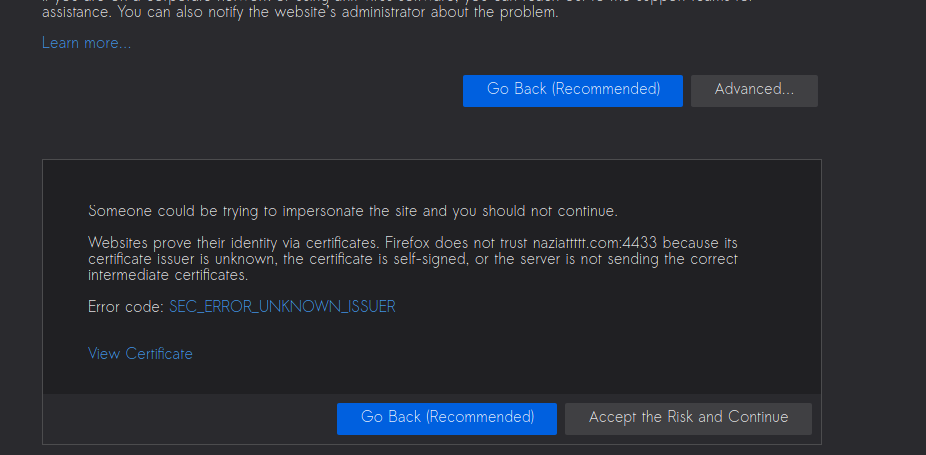 assistance. You can also notify the website's administrator about the problem.
Learn more...
Go Back (Recommended)
Advanced...
Someone could be trying to impersonate the site and you should not continue.
Websites prove their identity via certificates. Firefox does not trust naziattttt.com:4433 because its
certificate issuer is unknown, the certificate is self-signed, or the server is not sending the correct
intermediate certificates.
Error code: SEC_ERROR_UNKNOWN_ISSUER
View Certificate
Go Back (Recommended)
Accept the Risk and Continue